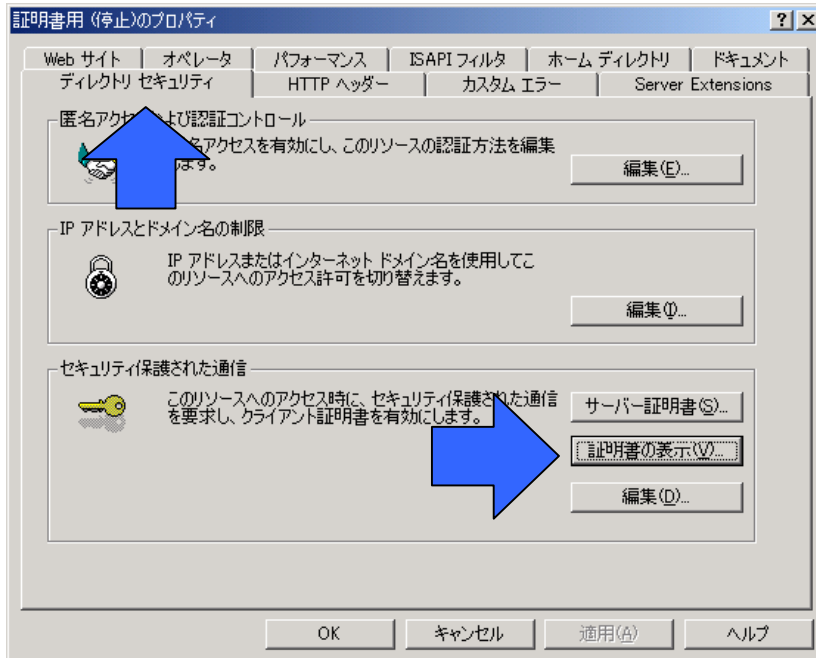 証明書用 (停止)のプロパティ
Web サイト
オペレータ
パフォーマンス
ISAPI フィルタ
ホーム ディレクトリ
ドキュメント
ディレクトリ セキュリティ
HTTP ヘッダー
カスタム エラー
Server Extensions
匿名アクセ よび認証コントロール
名アクセスを有効にし、このリソースの認証方法を編集
ます。
編集(E)...
IP アドレスとドメイン名の制限
IP アドレスまたはインターネット ドメイン名を使用してこ
のリソースへのアクセス許可を切り替えます。
編集(I)...
セキュリティ保護された通信
このリソースへのアクセス時に、セキュリティ保護された通信
を要求し、クライアント証明書を有効にします。
サーバー証明書(S)...
証明書の表示(V)...
編集(D)...
OK
キャンセル
適用(A)
ヘルプ